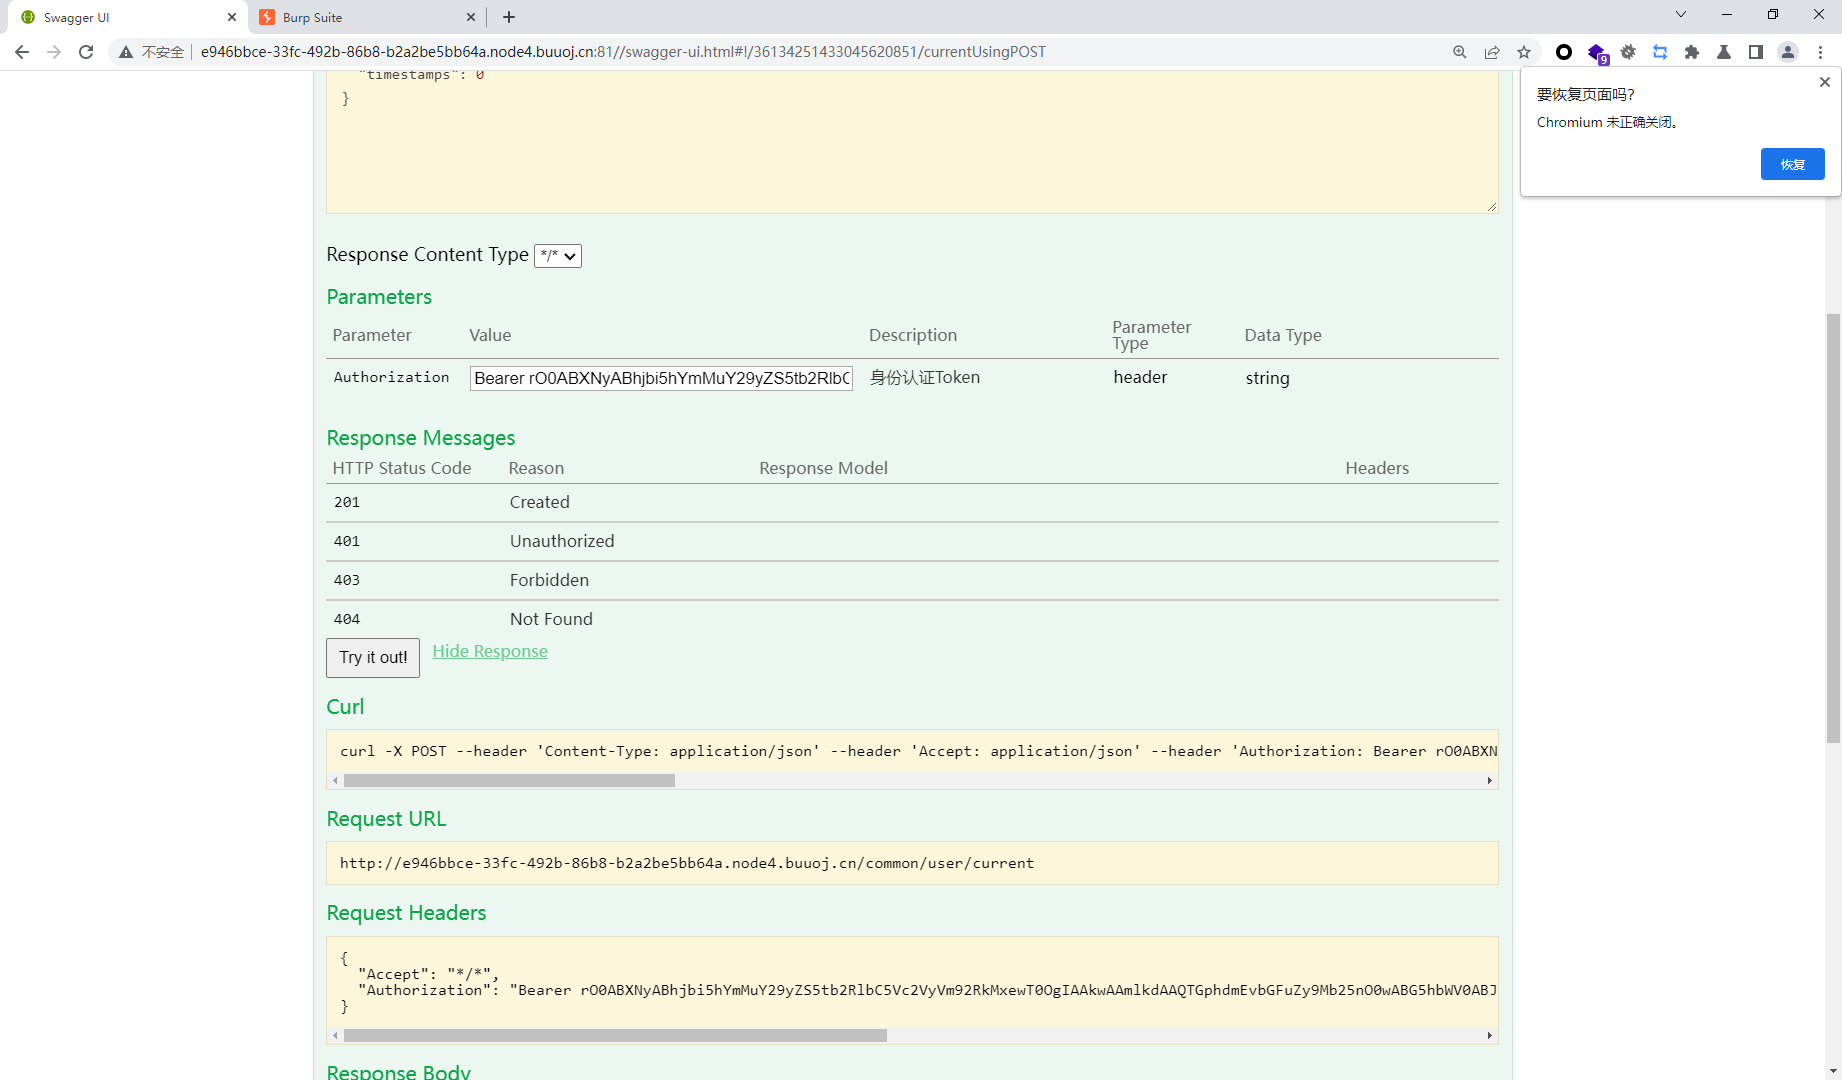 Swagger UI
Burp Suite
不安全
e946bbce-33fc-492b-86b8-b2a2be5bb64a.node4.buuoj.cn:81//swagger-ui.html#!/36134251433045620851/currentUsingPOST
9
要恢复页面吗?
Chromium 未正确关闭。
恢复
"timestamps": 0
}
Response Content Type */*
Parameters
Parameter Value Description Parameter Type Data Type
Authorization Bearer rO0ABXNyABhjbi5hYmMuY29yZS5tb2RlbC 身份认证Token header string
Response Messages
HTTP Status Code Reason Response Model Headers
201 Created
401 Unauthorized
403 Forbidden
404 Not Found
Try it out! Hide Response
Curl
curl -X POST --header 'Content-Type: application/json' --header 'Accept: application/json' --header 'Authorization: Bearer rO0ABXN
Request URL
http://e946bbce-33fc-492b-86b8-b2a2be5bb64a.node4.buuoj.cn/common/user/current
Request Headers
{
"Accept": "*/*",
"Authorization": "Bearer rO0ABXNyABhjbi5hYmMuY29yZS5tb2RlbC5Vc2VyVm92RkMxewT0OgIAAkwAAmlkdAAQTGphdmEvbGFuZy9Mb25nO0wABG5hbWV0ABJ
}
Response Body